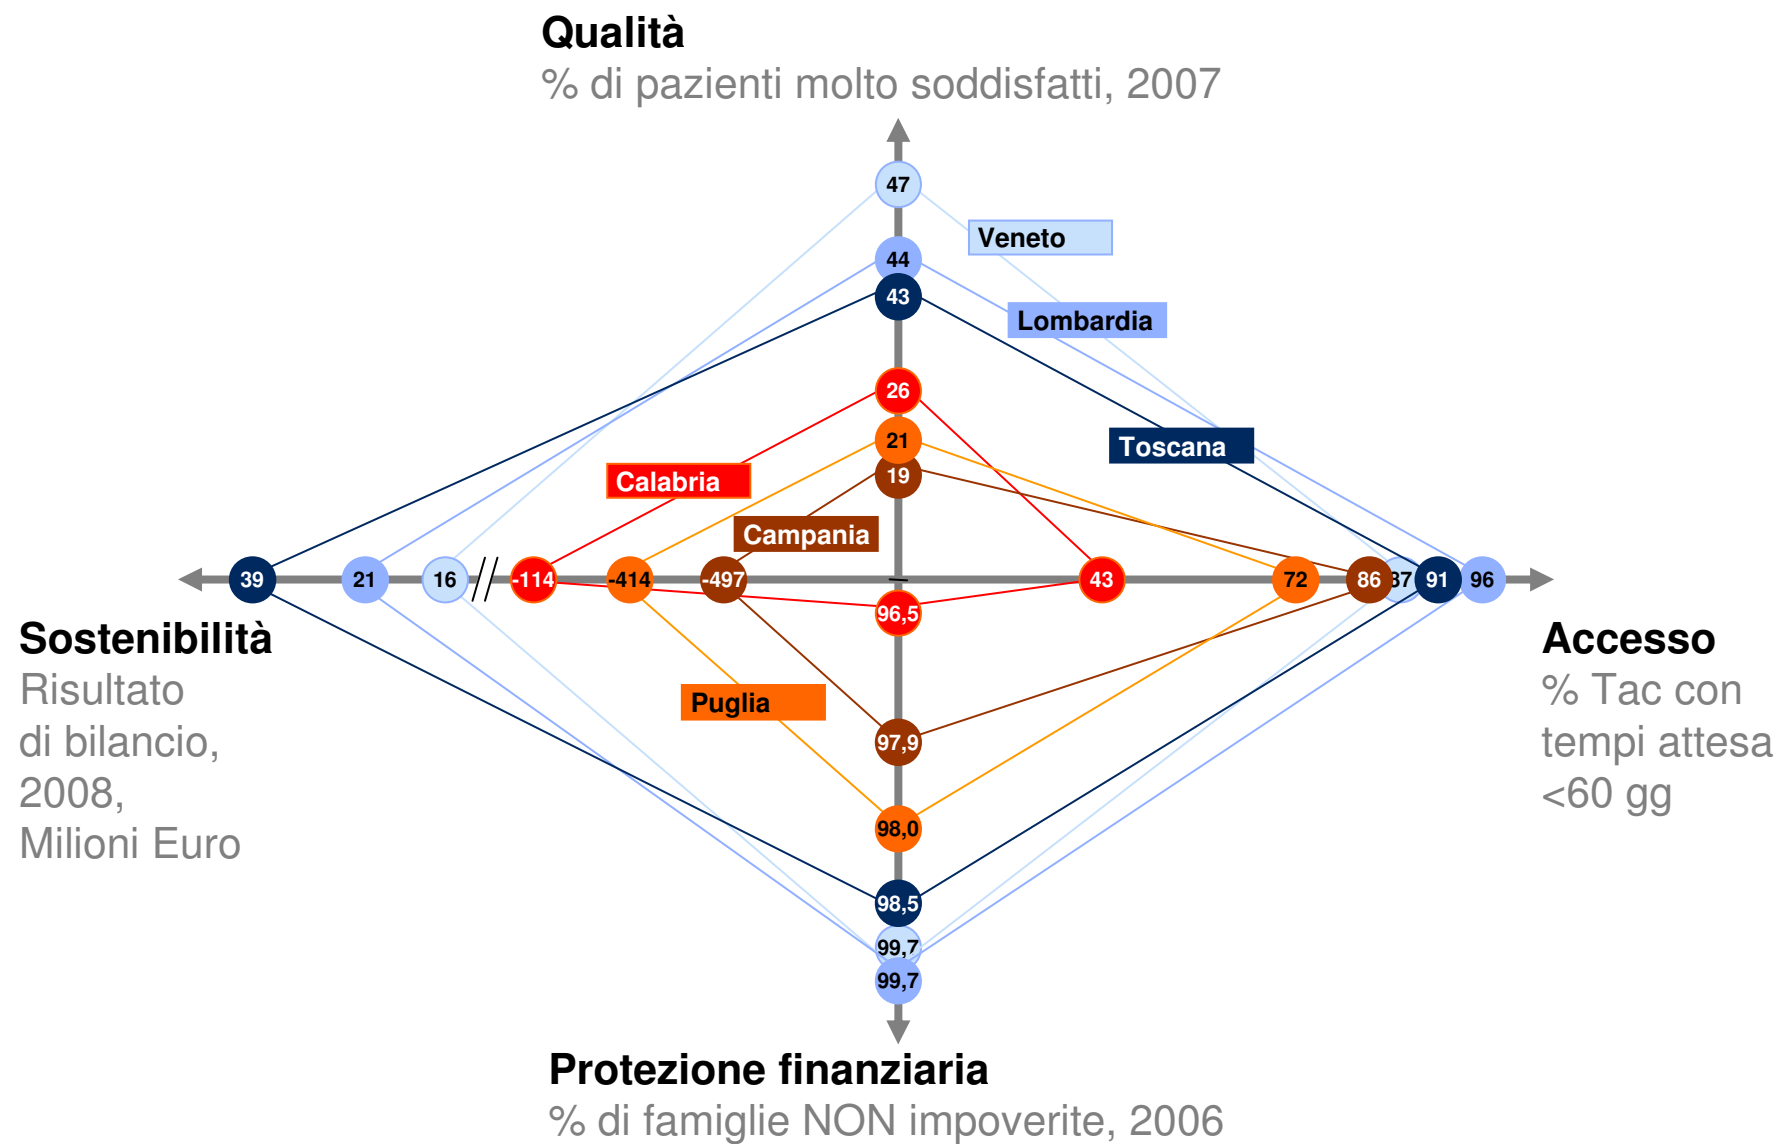 Qualità
% di pazienti molto soddisfatti, 2007
47
Veneto
44
43
Lombardia
26
21
Toscana
19
Calabria
Campania
39
21
16
-114
-414
-497
43
72
86
87
91
96
96,5
Sostenibilità
Risultato
di bilancio,
2008,
Milioni Euro
Accesso
% Tac con
tempi attesa
<60 gg
Puglia
97,9
98,0
98,5
99,7
99,7
Protezione finanziaria
% di famiglie NON impoverite, 2006